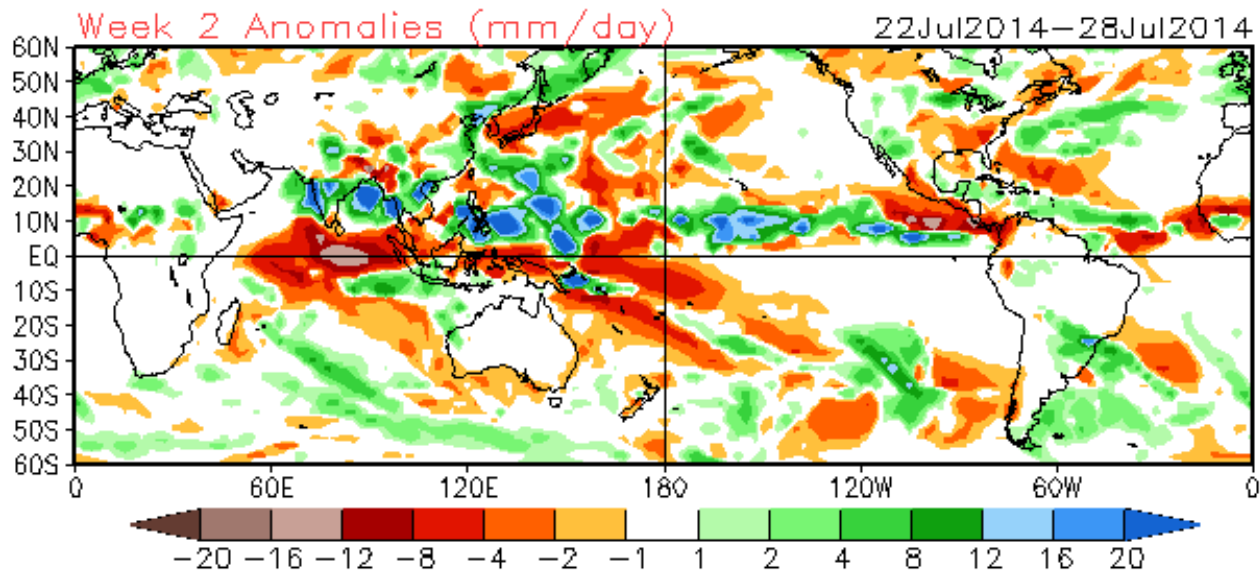 Week 2 Anomalies (mm/day) 22Jul2014-28Jul2014
60N
50N
40N
30N
20N
10N
EQ
10S
20S
30S
40S
50S
60S
0 60E 120E 180 120W 60W 0
-20 -16 -12 -8 -4 -2 -1 1 2 4 8 12 16 20